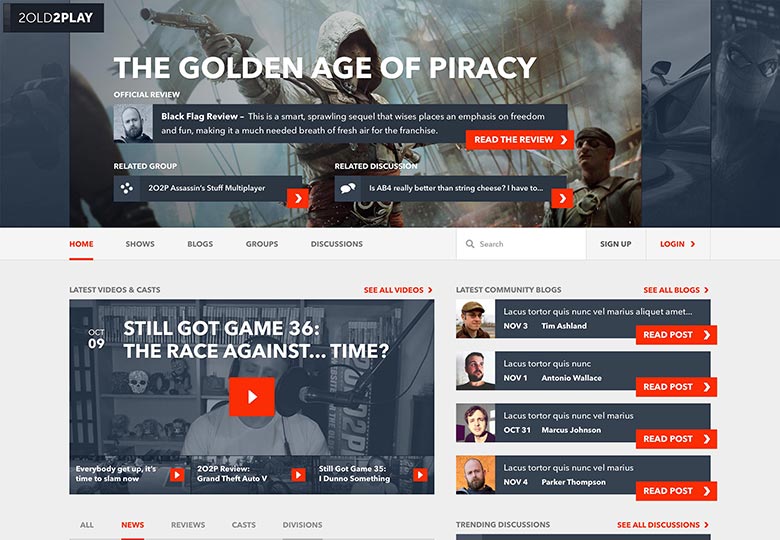 2OLD2PLAY
THE GOLDEN AGE OF PIRACY
OFFICIAL REVIEW
Black Flag Review – This is a smart, sprawling sequel that wises places an emphasis on freedom
and fun, making it a much needed breath of fresh air for the franchise.
READ THE REVIEW
RELATED GROUP
2O2P Assassin's Stuff Multiplayer
RELATED DISCUSSION
Is AB4 really better than string cheese? I have to...
HOME SHOWS BLOGS GROUPS DISCUSSIONS Search SIGN UP LOGIN
LATEST VIDEOS & CASTS SEE ALL VIDEOS
OCT
09
STILL GOT GAME 36:
THE RACE AGAINST... TIME?
Everybody get up, it's
time to slam now
2O2P Review:
Grand Theft Auto V
Still Got Game 35:
I Dunno Something
ALL NEWS REVIEWS CASTS DIVISIONS
LATEST COMMUNITY BLOGS SEE ALL BLOGS
Lacus tortor quis nunc vel marius aliquet amet...
NOV 3 Tim Ashland
READ POST
Lacus tortor quis nunc
NOV 1 Antonio Wallace
READ POST
Lacus tortor quis nunc vel marius
OCT 31 Marcus Johnson
READ POST
Lacus tortor quis nunc vel marius
NOV 4 Parker Thompson
READ POST
TRENDING DISCUSSIONS SEE ALL DISCUSSIONS